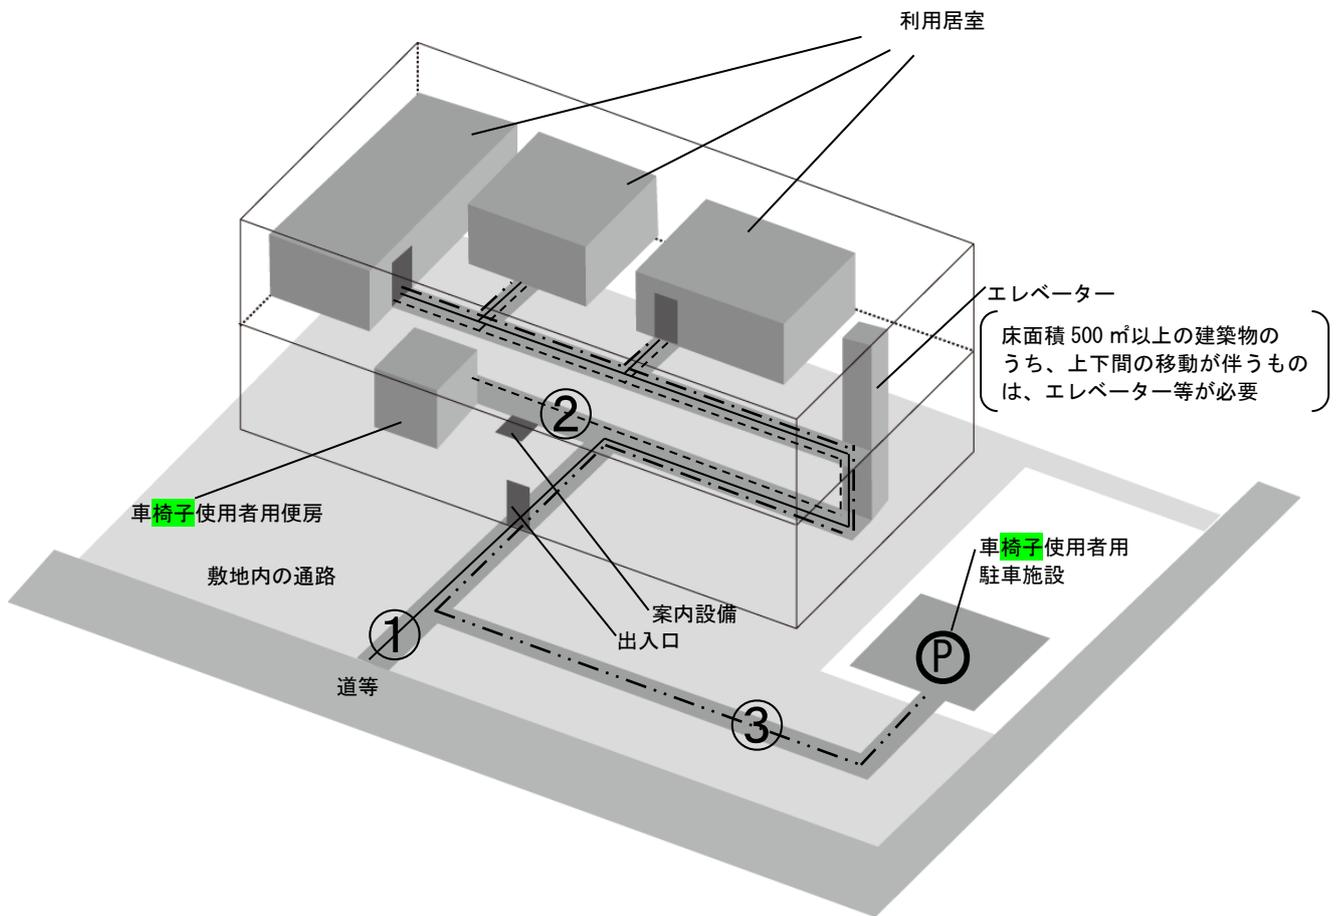 利用居室
エレベーター
床面積 500 ㎡以上の建築物の
うち、上下間の移動が伴うもの
は、エレベーター等が必要
②
車椅子使用者用便房
車椅子使用者用
駐車施設
敷地内の通路
案内設備
出入口
①
道等
P
③